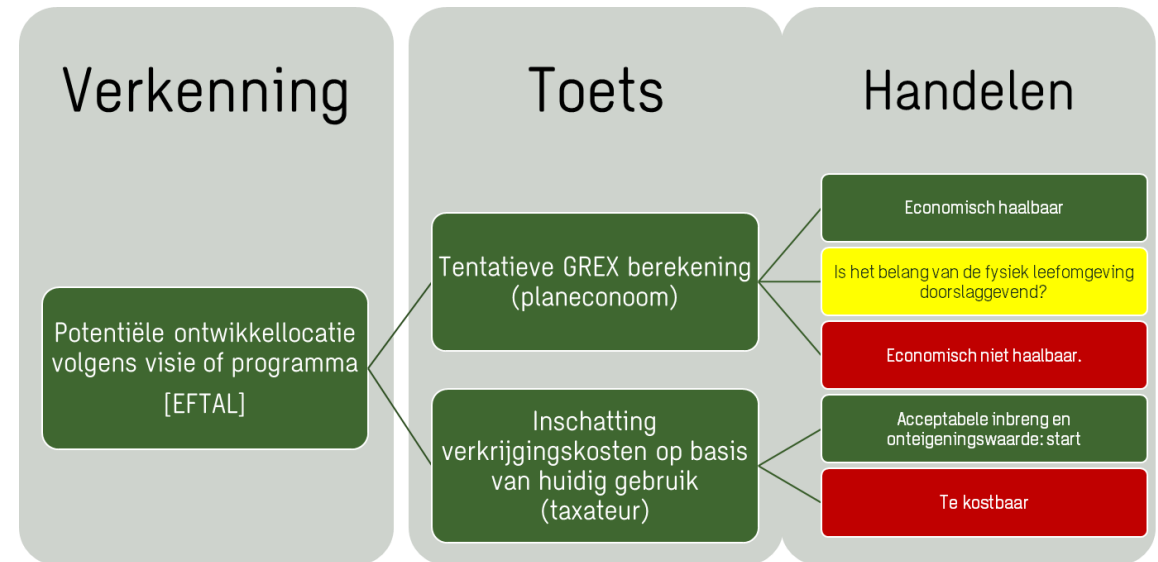 Verkenning
Toets
Handelen
Potentiële ontwikkellocatie
volgens visie of programma
[EFTAL]
Tentatieve GREX berekening
(planeconoom)
Inschatting
verkrijgingskosten op basis
van huidig gebruik
(taxateur)
Economisch haalbaar
Is het belang van de fysiek leefomgeving
doorslaggevend?
Economisch niet haalbaar.
Acceptabele inbreng en
onteigeningswaarde: start
Te kostbaar